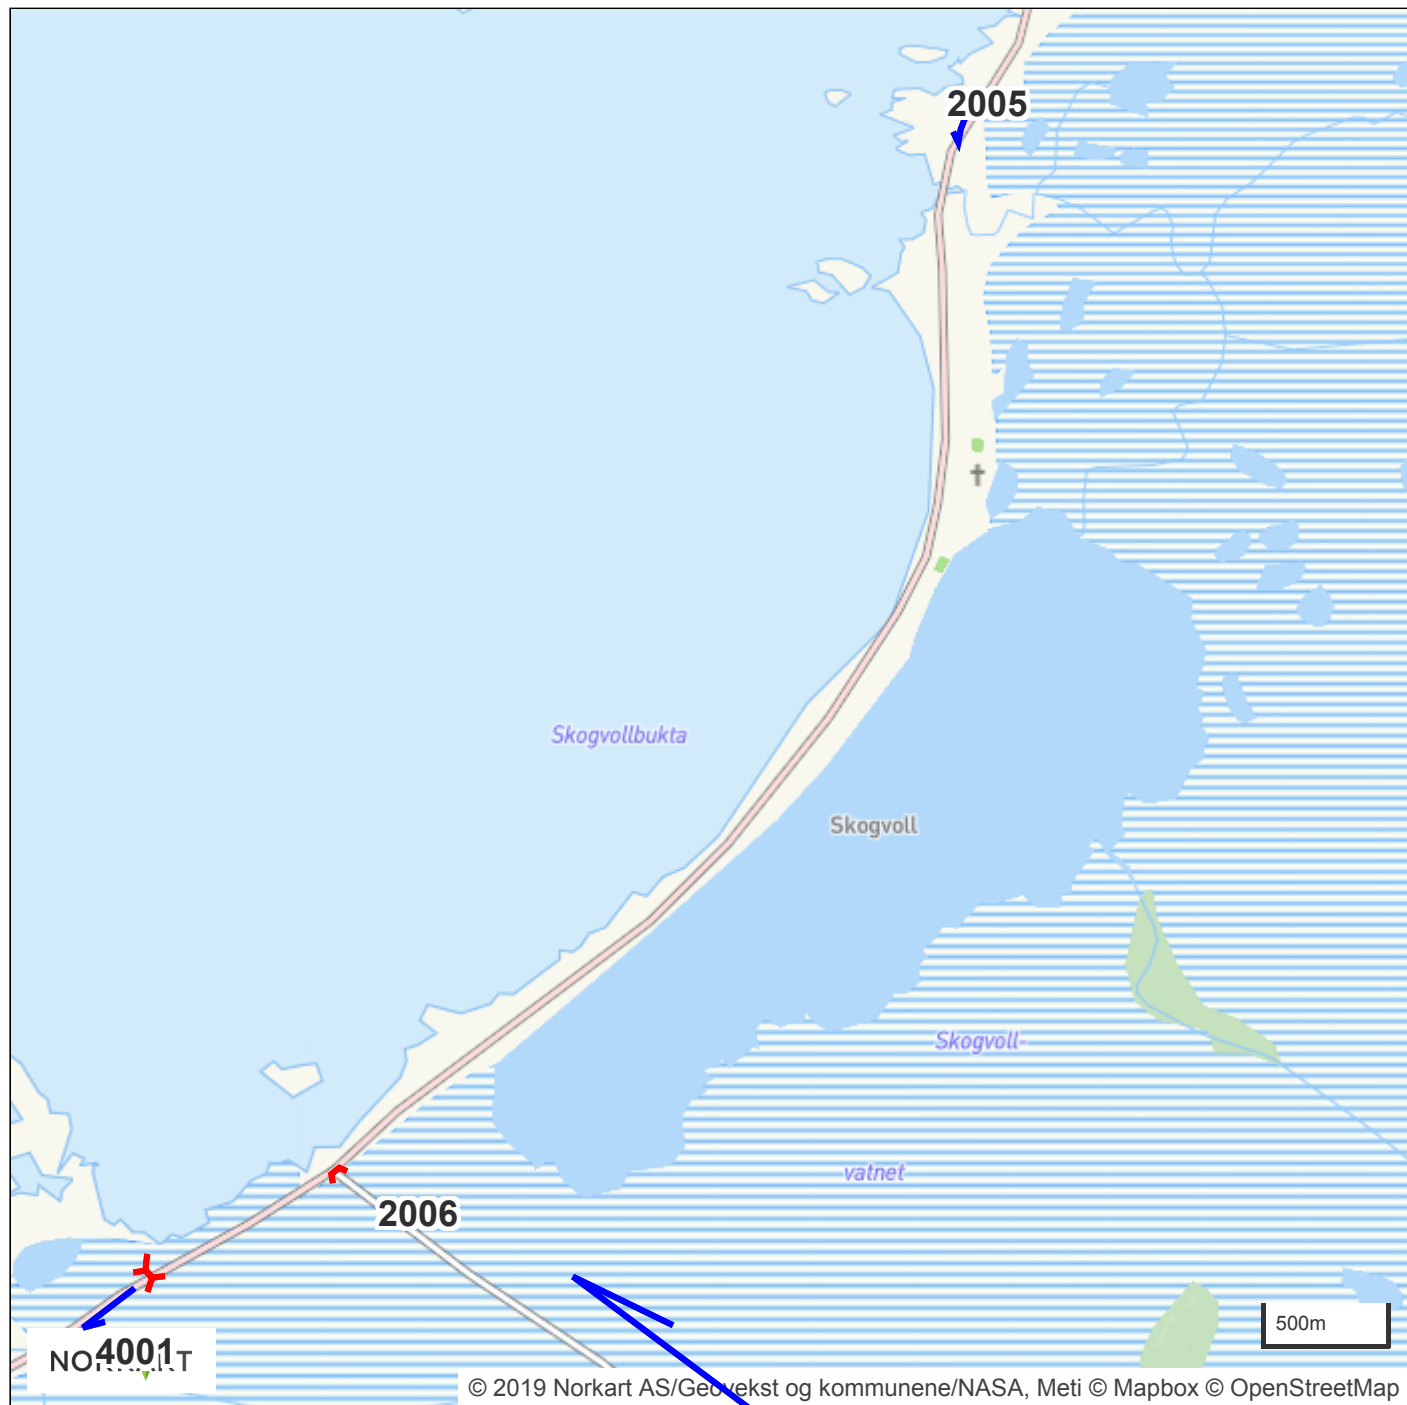 2005
Skogvollbukta
Skogvoll
Skogvoll-
vatnet
2006
500m
4001
© 2019 Norkart AS/Geovekst og kommunene/NASA, Meti © Mapbox © OpenStreetMap